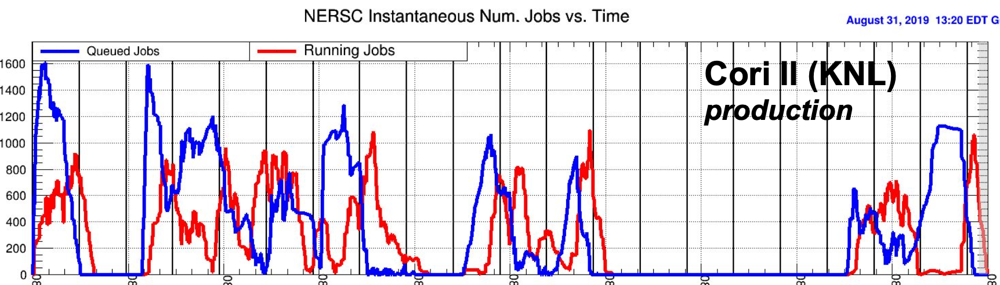 NERSC Instantaneous Num. Jobs vs. Time
August 31, 2019 13:20 EDT G
Queued Jobs
Running Jobs
Cori II (KNL)
production
1600
1400
1200
1000
800
600
400
200
0